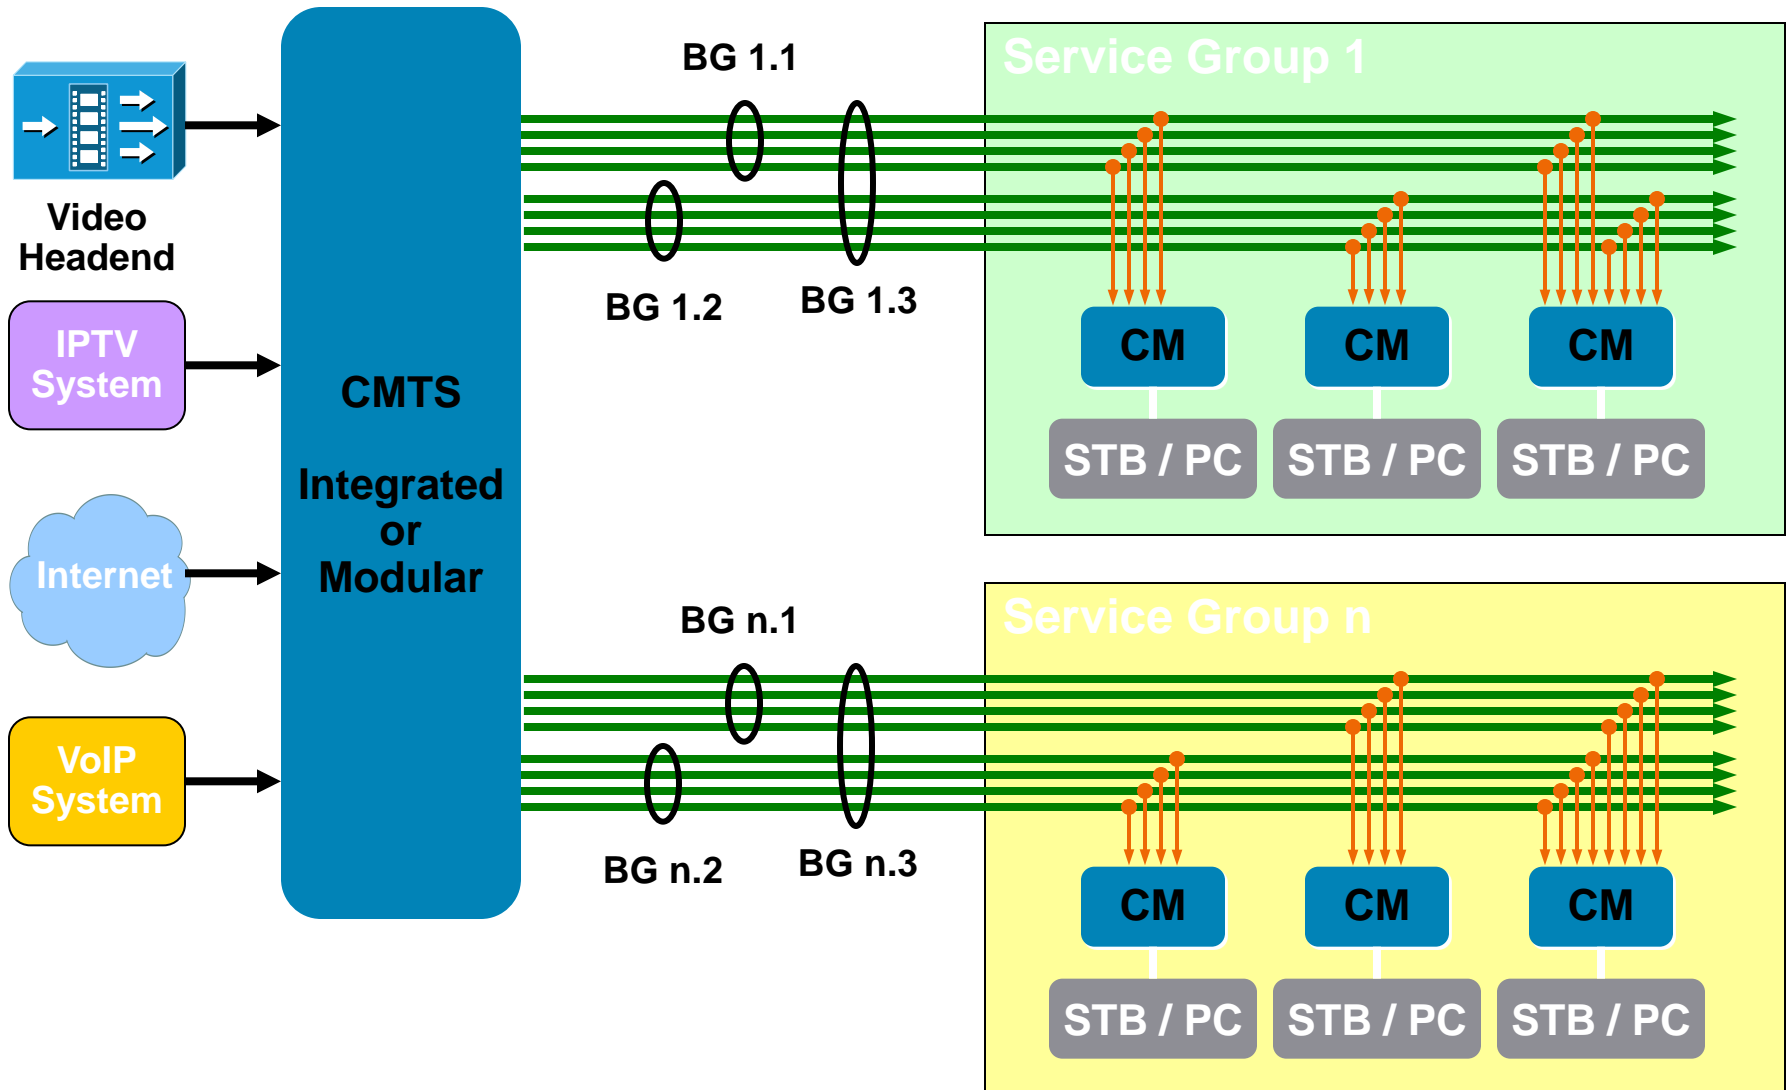 Video
Headend
IPTV
System
Internet
VoIP
System
CMTS
Integrated
or
Modular
BG 1.1
BG 1.2
BG 1.3
Service Group 1
CM
CM
CM
STB / PC
STB / PC
STB / PC
BG n.1
BG n.2
BG n.3
Service Group n
CM
CM
CM
STB / PC
STB / PC
STB / PC